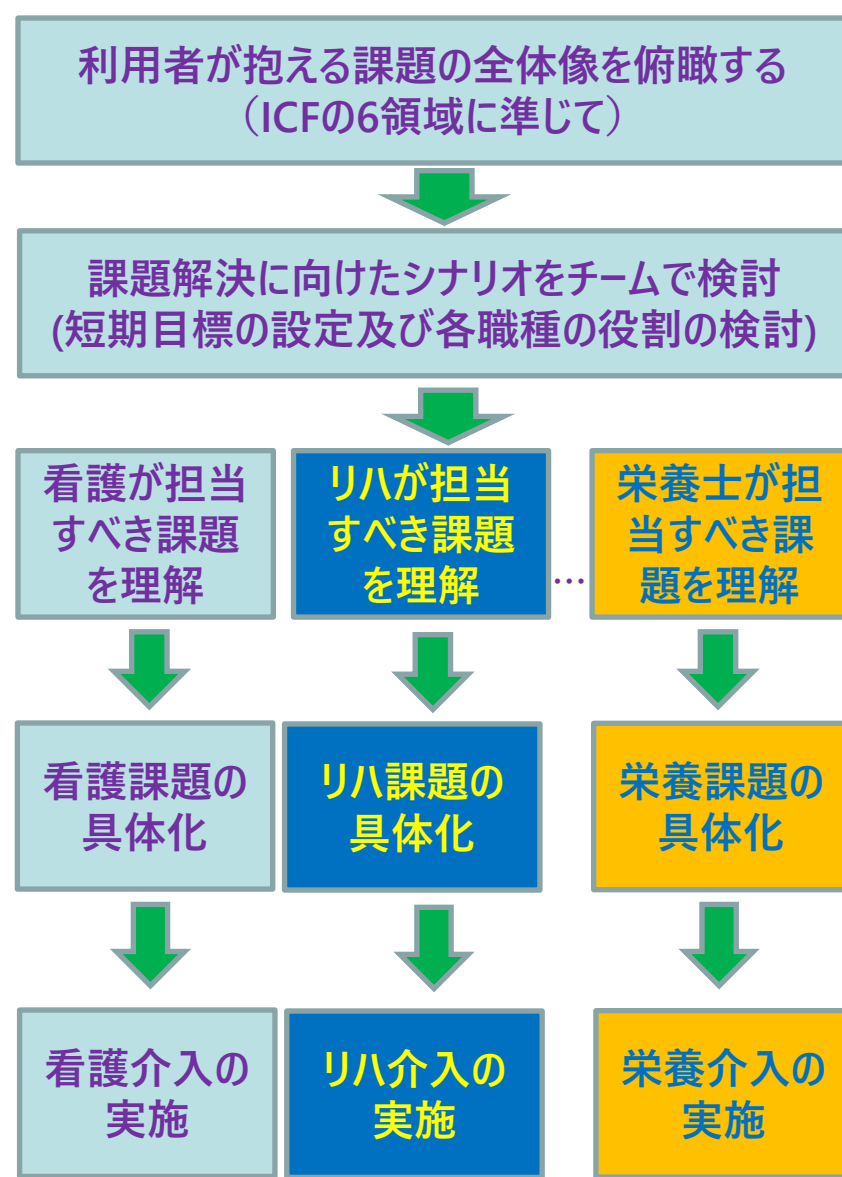 利用者が抱える課題の全体像を俯瞰する
（ICFの6領域に準じて）
課題解決に向けたシナリオをチームで検討
(短期目標の設定及び各職種の役割の検討)
看護が担当
すべき課題
を理解
リハが担当
すべき課題
を理解
…
栄養士が担
当すべき課
題を理解
看護課題の
具体化
リハ課題の
具体化
栄養課題の
具体化
看護介入の
実施
リハ介入の
実施
栄養介入の
実施